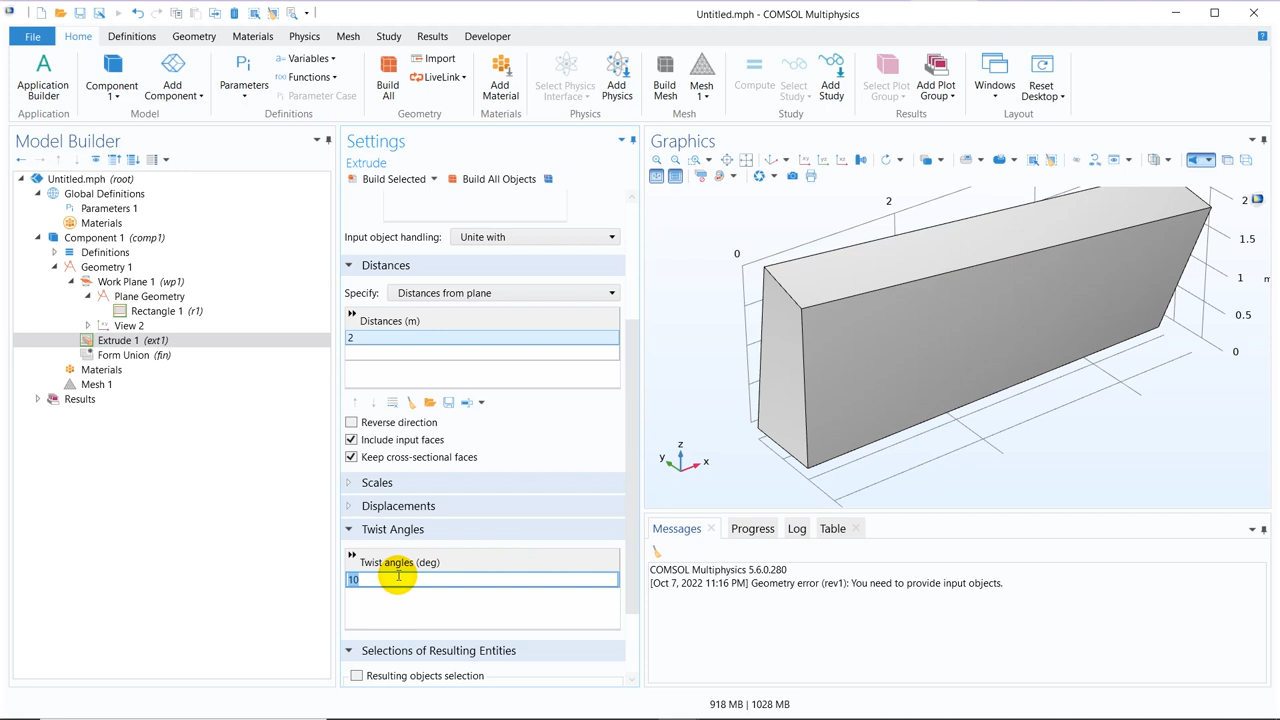 Untitled.mph - COMSOL Multiphysics
File Home Definitions Geometry Materials Physics Mesh Study Results Developer
Application Builder
Component 1
Add Component
Parameters
a= Variables
f(x) Functions
Pi Parameter Case
Build All
Import
LiveLink
Add Material
Select Physics Interface
Add Physics
Build Mesh
Mesh 1
Compute
Select Study
Add Study
Select Plot Group
Add Plot Group
Windows
Reset Desktop
Application Model Definitions Geometry Materials Physics Mesh Study Results Layout
Model Builder
Untitled.mph (root)
Global Definitions
Parameters 1
Materials
Component 1 (comp1)
Definitions
Geometry 1
Work Plane 1 (wp1)
Plane Geometry
Rectangle 1 (r1)
View 2
Extrude 1 (ext1)
Form Union (fin)
Materials
Mesh 1
Results
Settings
Extrude
Build Selected Build All Objects
Input object handling: Unite with
Distances
Specify: Distances from plane
Distances (m)
2
Reverse direction
Include input faces
Keep cross-sectional faces
Scales
Displacements
Twist Angles
Twist angles (deg)
10
Selections of Resulting Entities
Resulting objects selection
Graphics
2
0
2
1.5
1
m
0.5
0
z
y
x
Messages Progress Log Table
COMSOL Multiphysics 5.6.0.280
[Oct 7, 2022 11:16 PM] Geometry error (rev1): You need to provide input objects.
918 MB | 1028 MB